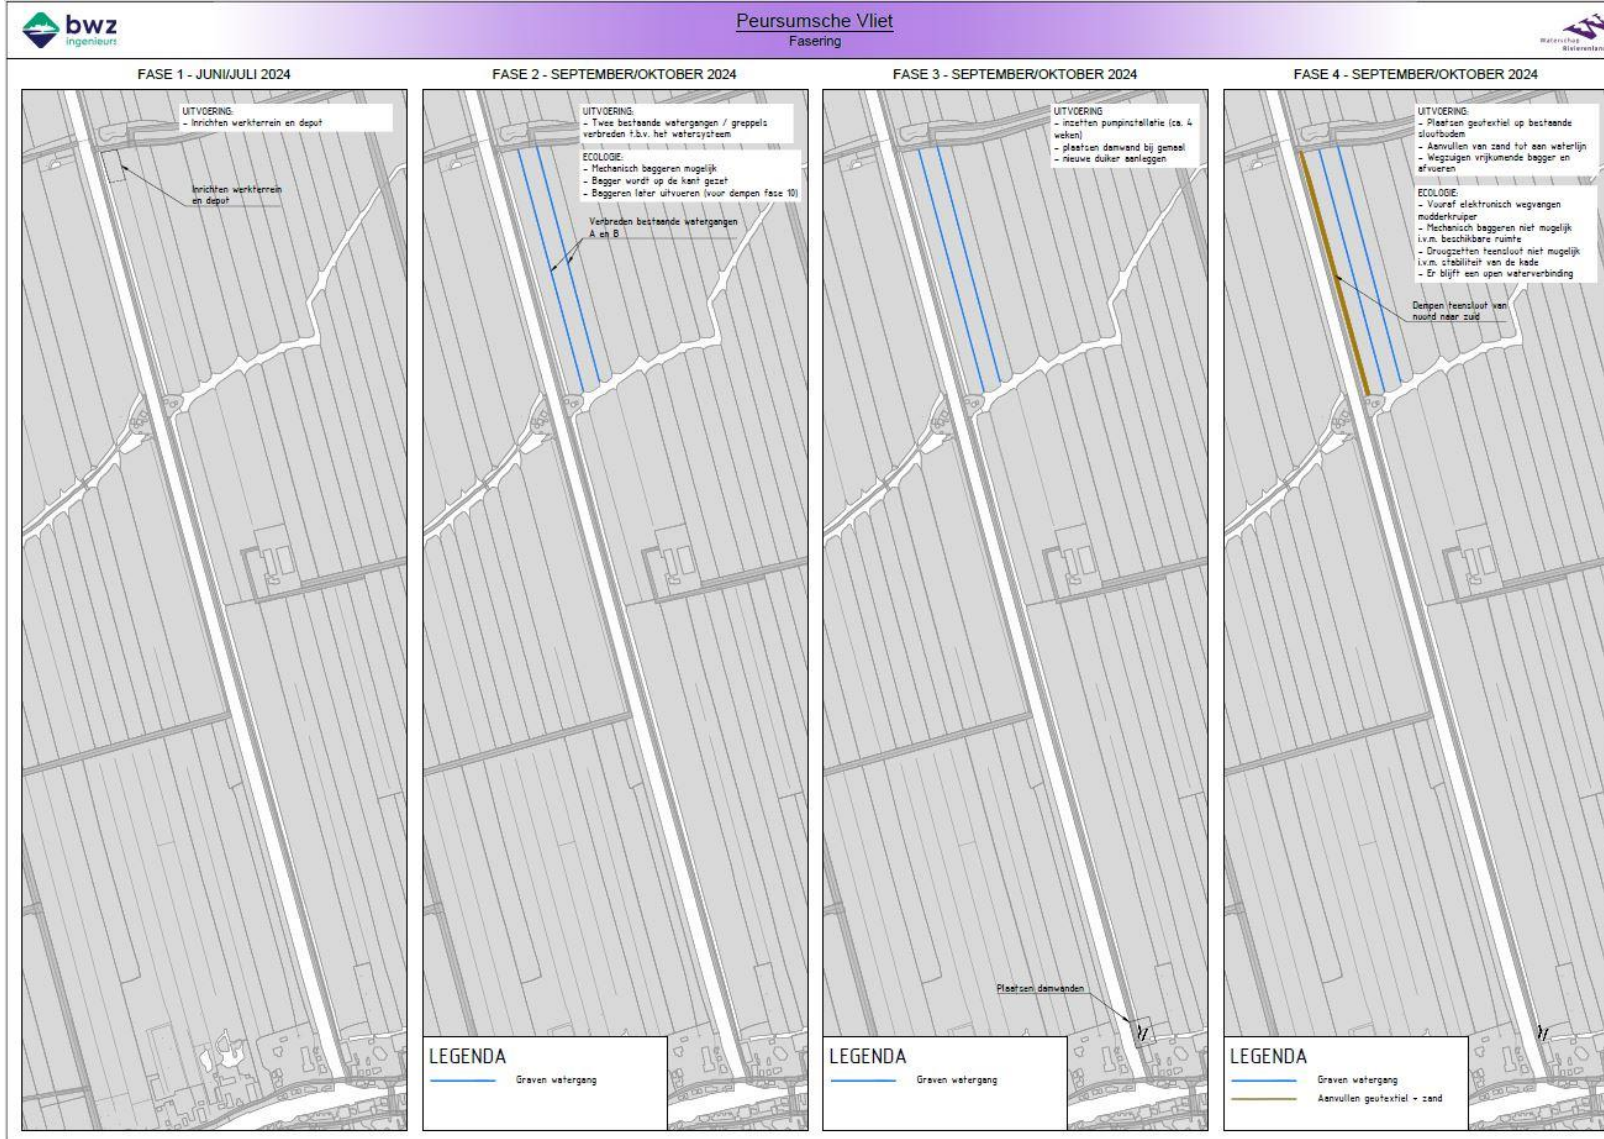 bwz
ingenieurs
Peursumsche Vliet
Fasering
Waterschap
Rivierenland
FASE 1 - JUNI/JULI 2024
UITVOERING:
- Inrichten werkterrein en depot
Inrichten werkterrein
en depot
FASE 2 - SEPTEMBER/OKTOBER 2024
UITVOERING:
- Twee bestaande watergangen / greppels
verbreden t.b.v. het watersysteem
ECOLOGIE:
- Mechanisch baggeren mogelijk
- Bagger wordt op de kant gezet
- Baggeren later uitvoeren (voor dempen fase 10)
Verbreden bestaande watergangen
A en B
LEGENDA
Graven watergang
FASE 3 - SEPTEMBER/OKTOBER 2024
UITVOERING
- inzetten pompinstallatie (ca. 4
weken)
- plaatsen damwand bij gemaal
- nieuwe duiker aanleggen
Plaatsen damwanden
LEGENDA
Graven watergang
FASE 4 - SEPTEMBER/OKTOBER 2024
UITVOERING:
- Plaatsen geotextiel op bestaande
slootbodem
- Aanvullen van zand tot aan waterlijn
- Wegzuigen vrijkomende bagger en
afvoeren
ECOLOGIE:
- Vooraf elektronisch wegvangen
modderkruiper
- Mechanisch baggeren niet mogelijk
i.v.m. beschikbare ruimte
- Droogzetten teensloot niet mogelijk
i.v.m. stabiliteit van de kade
- Er blijft een open waterverbinding
Dempen teensloot van
noord naar zuid
LEGENDA
Graven watergang
Aanvullen geotextiel + zand